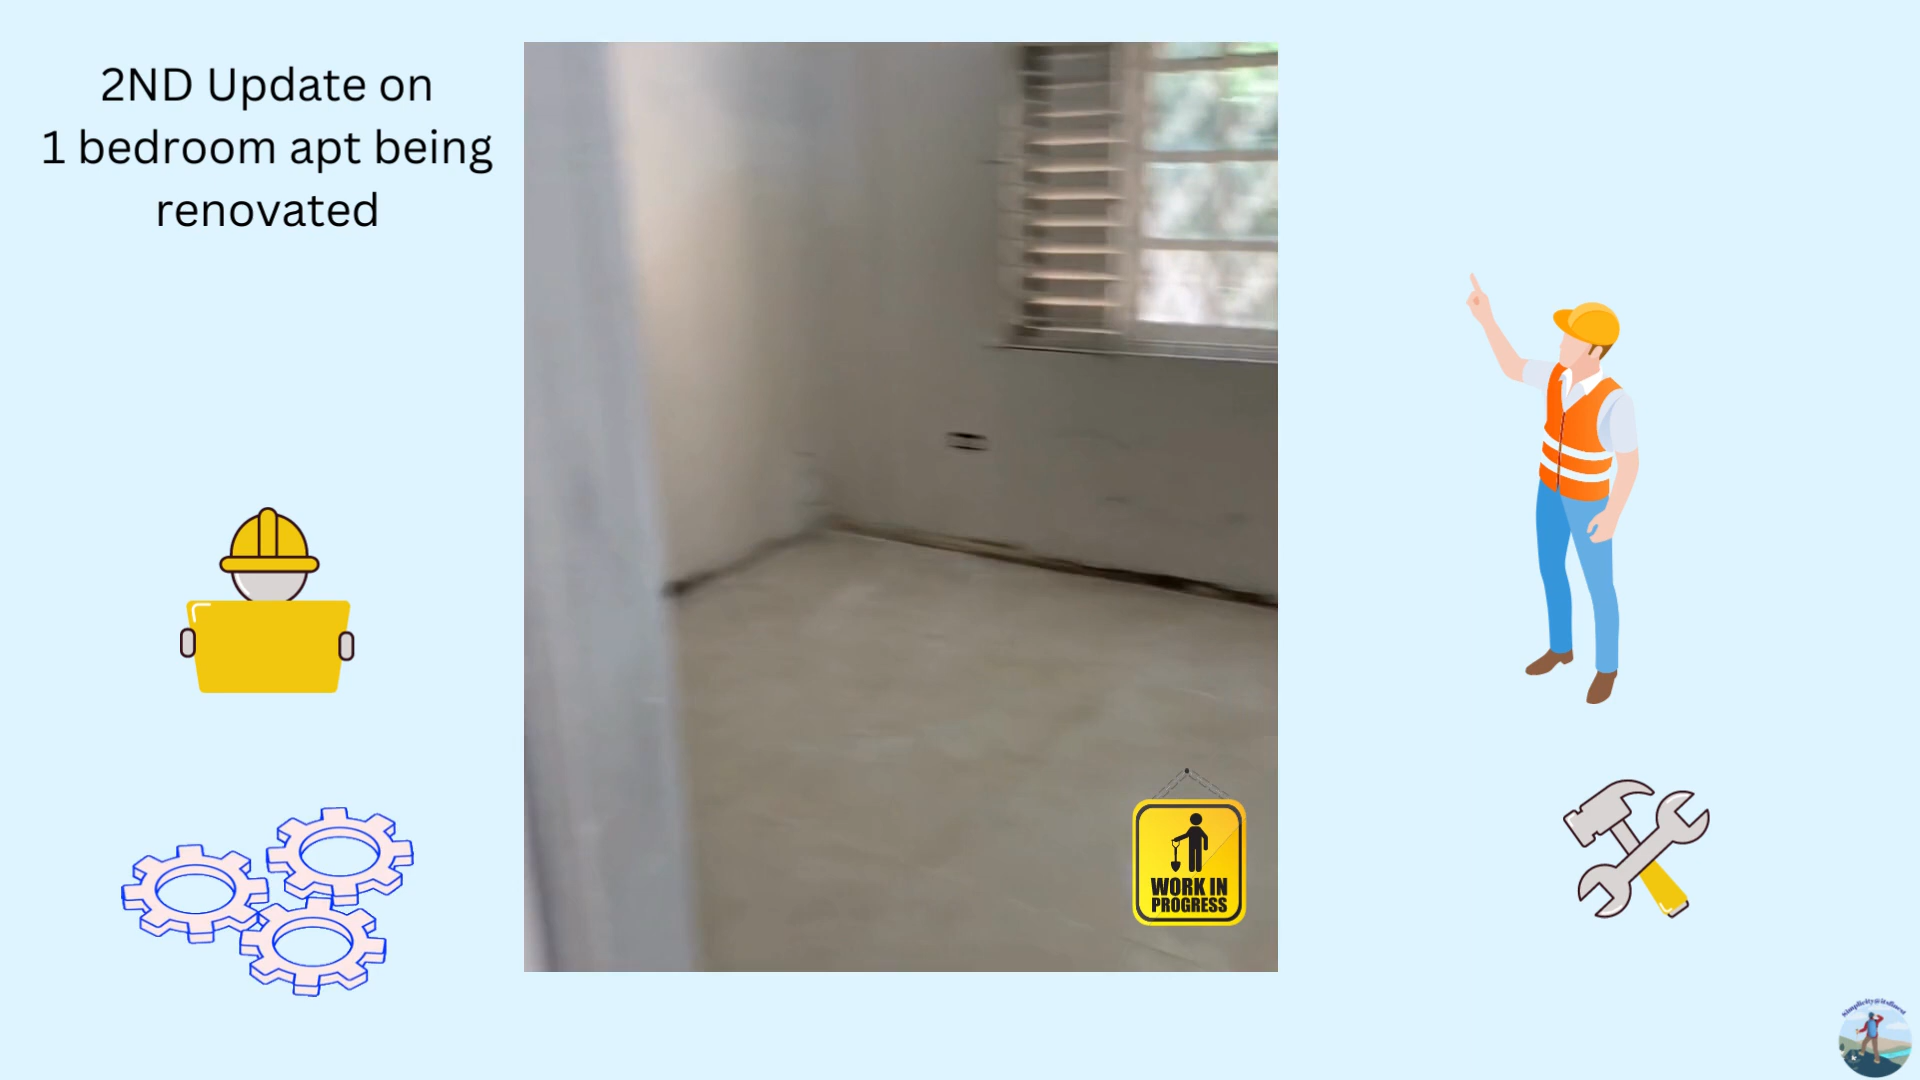 2ND Update on
1 bedroom apt being
renovated
WORK IN
PROGRESS